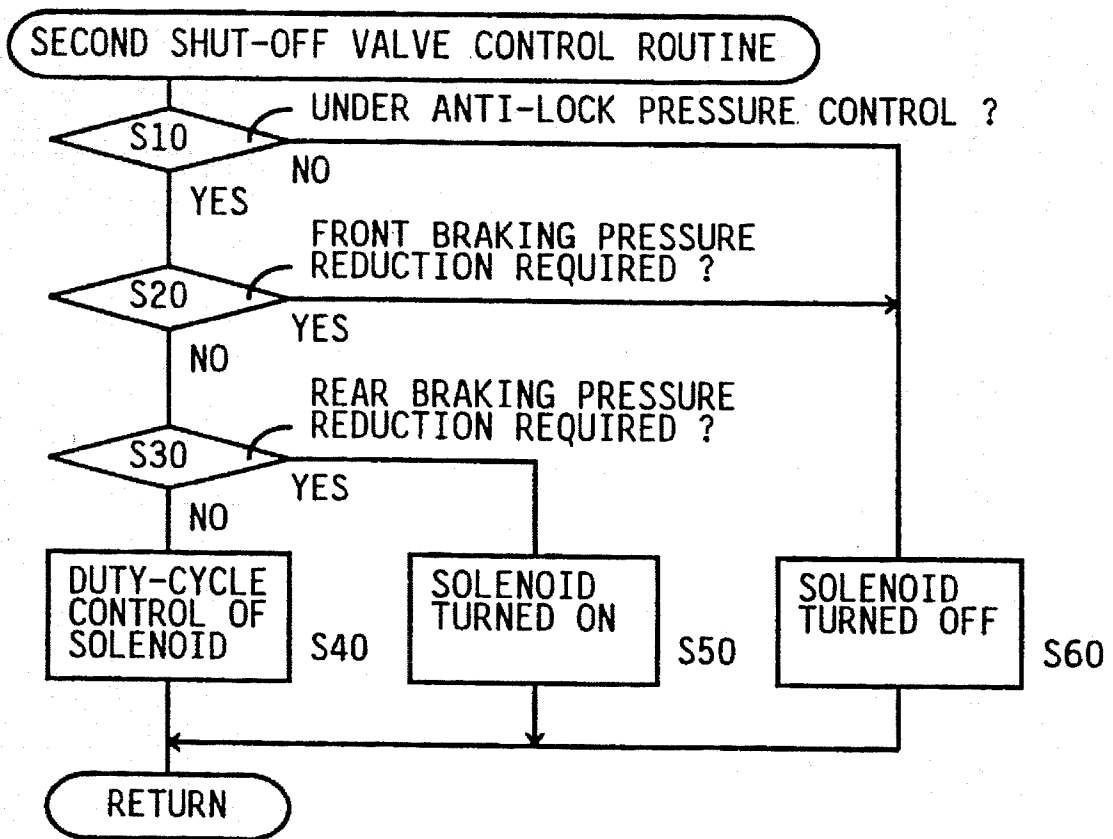 SECOND SHUT-OFF VALVE CONTROL ROUTINE
UNDER ANTI-LOCK PRESSURE CONTROL ?
S10
NO
YES
FRONT BRAKING PRESSURE
REDUCTION REQUIRED ?
S20
YES
NO
REAR BRAKING PRESSURE
REDUCTION REQUIRED ?
S30
YES
NO
DUTY-CYCLE
CONTROL OF
SOLENOID
S40
SOLENOID
TURNED ON
S50
SOLENOID
TURNED OFF
S60
RETURN